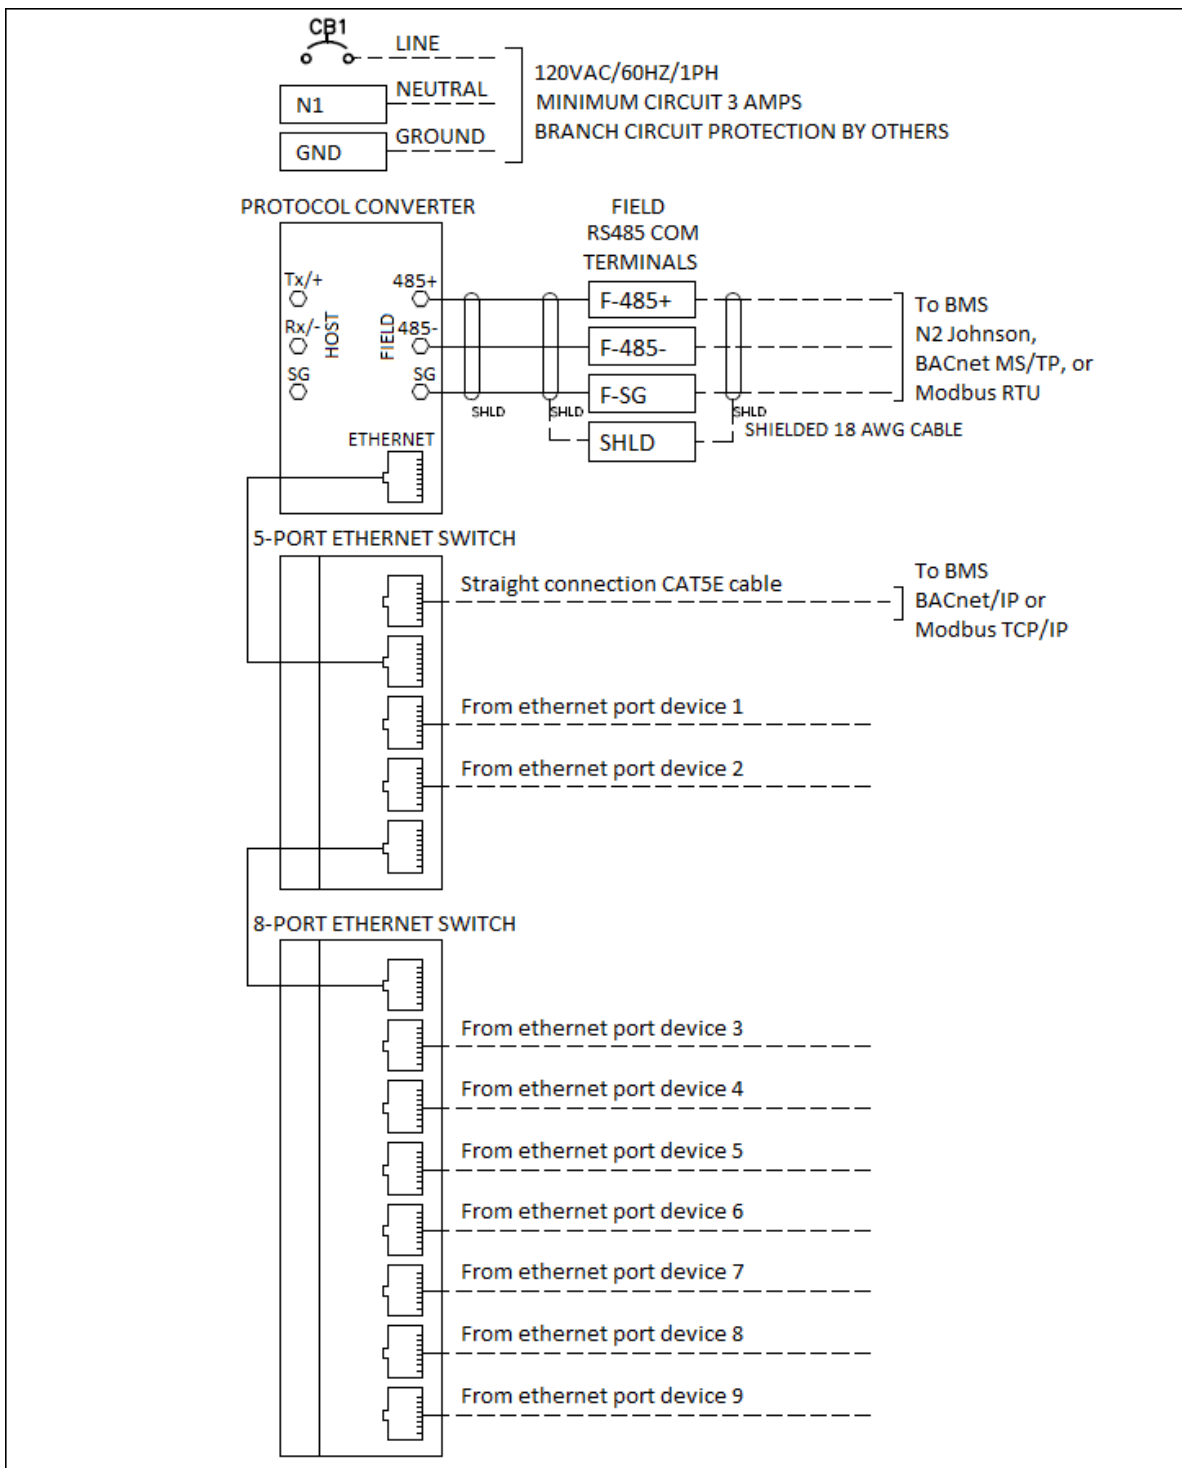 CB1
LINE
N1
NEUTRAL
GND
GROUND
120VAC/60HZ/1PH
MINIMUM CIRCUIT 3 AMPS
BRANCH CIRCUIT PROTECTION BY OTHERS
PROTOCOL CONVERTER
Tx/+
Rx/-
SG
HOST
FIELD
485+
485-
SG
ETHERNET
SHLD
SHLD
FIELD
RS485 COM
TERMINALS
F-485+
F-485-
F-SG
SHLD
SHLD
SHIELDED 18 AWG CABLE
To BMS
N2 Johnson,
BACnet MS/TP, or
Modbus RTU
5-PORT ETHERNET SWITCH
Straight connection CAT5E cable
To BMS
BACnet/IP or
Modbus TCP/IP
From ethernet port device 1
From ethernet port device 2
8-PORT ETHERNET SWITCH
From ethernet port device 3
From ethernet port device 4
From ethernet port device 5
From ethernet port device 6
From ethernet port device 7
From ethernet port device 8
From ethernet port device 9